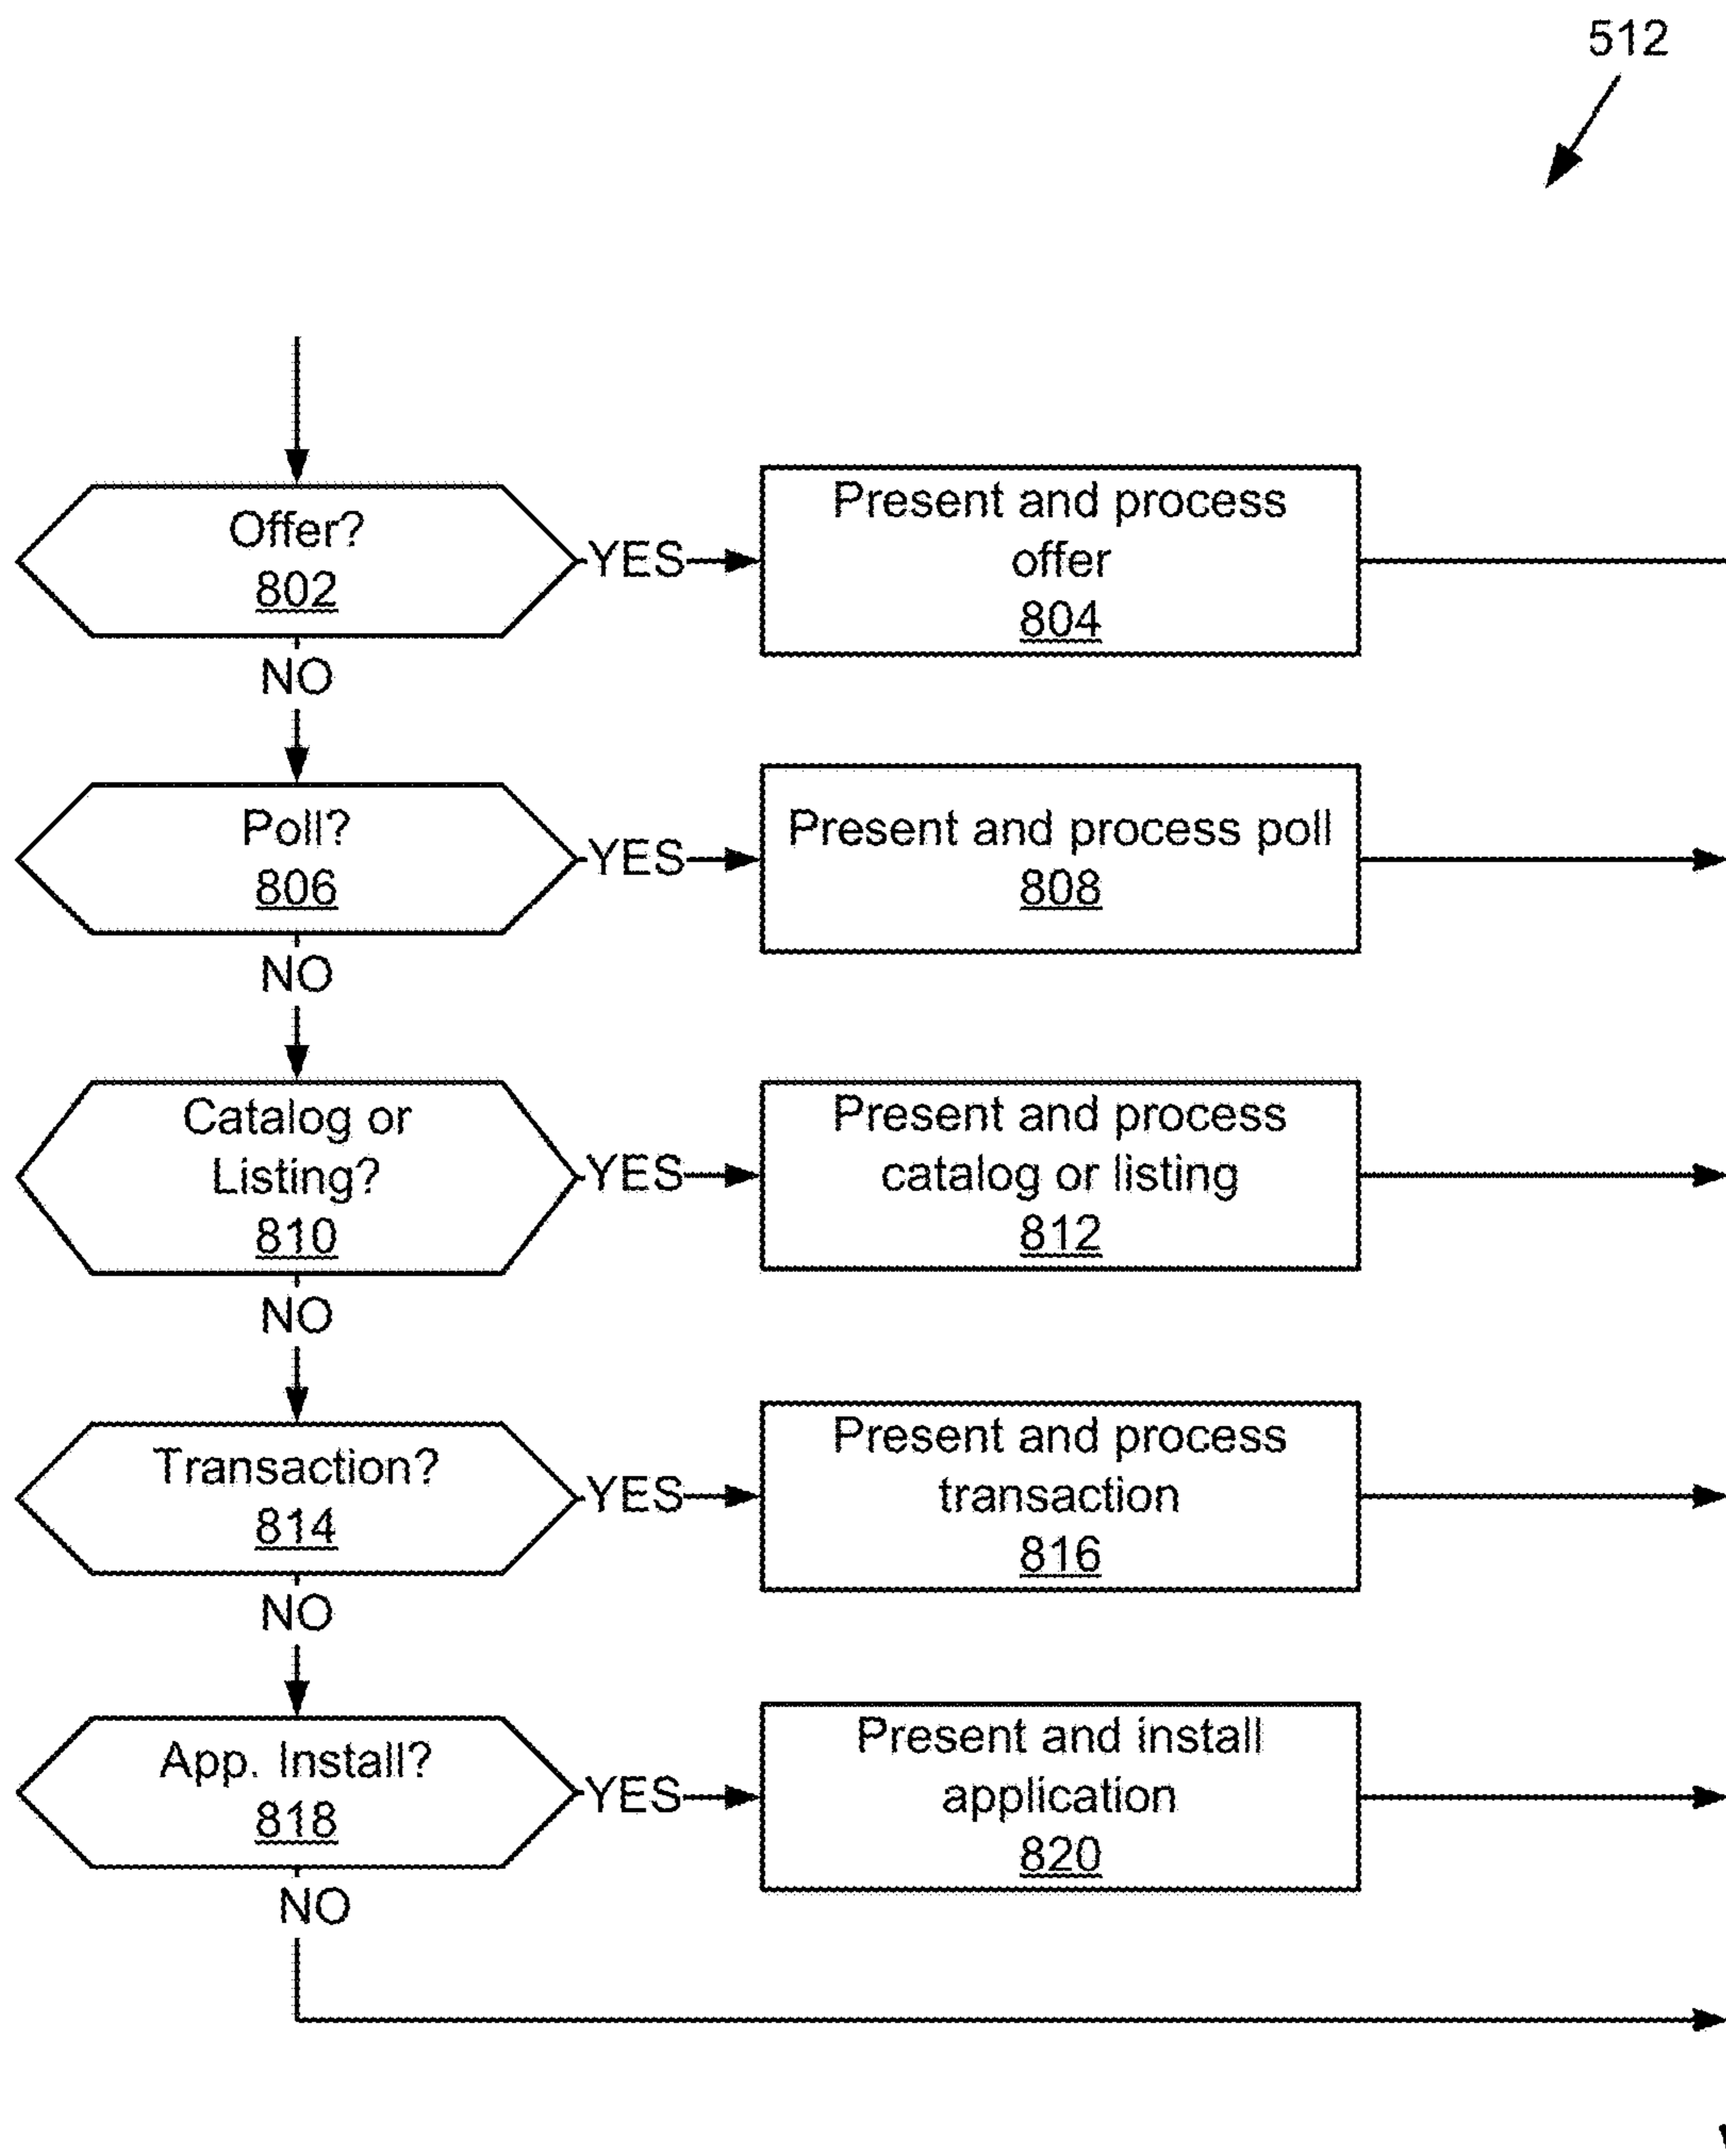 512
Offer?
802
YES
Present and process
offer
804
NO
Poll?
806
YES
Present and process poll
808
NO
Catalog or
Listing?
810
YES
Present and process
catalog or listing
812
NO
Transaction?
814
YES
Present and process
transaction
816
NO
App. Install?
818
YES
Present and install
application
820
NO